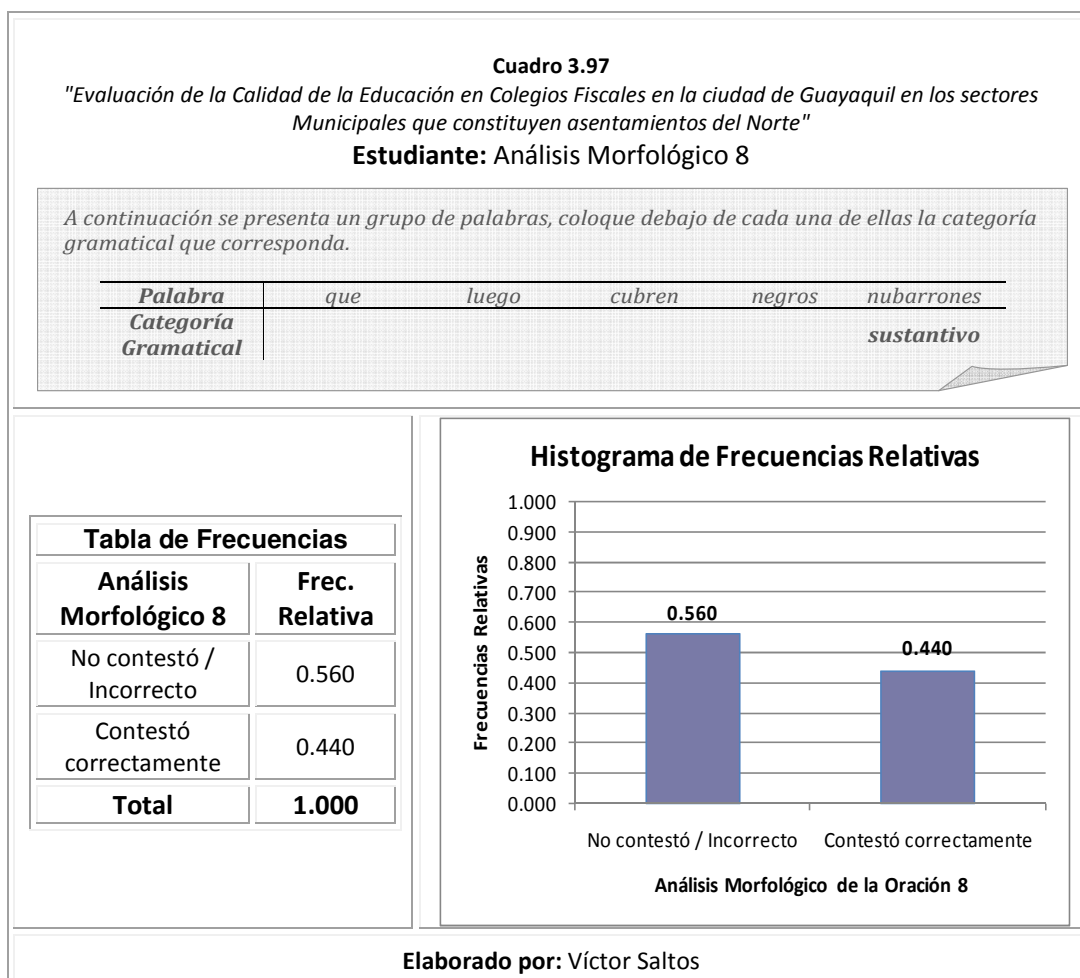 Cuadro 3.97
"Evaluación de la Calidad de la Educación en Colegios Fiscales en la ciudad de Guayaquil en los sectores
Municipales que constituyen asentamientos del Norte"
Estudiante: Análisis Morfológico 8
A continuación se presenta un grupo de palabras, coloque debajo de cada una de ellas la categoría
gramatical que corresponda.
Palabra que luego cubren negros nubarrones
Categoría
Gramatical sustantivo
Tabla de Frecuencias
Análisis
Morfológico 8
Frec.
Relativa
No contestó /
Incorrecto
0.560
Contestó
correctamente
0.440
Total 1.000
Histograma de Frecuencias Relativas
Frecuencias Relativas
1.000
0.900
0.800
0.700
0.600
0.500
0.400
0.300
0.200
0.100
0.000
0.560
0.440
No contestó / Incorrecto Contestó correctamente
Análisis Morfológico de la Oración 8
Elaborado por: Víctor Saltos